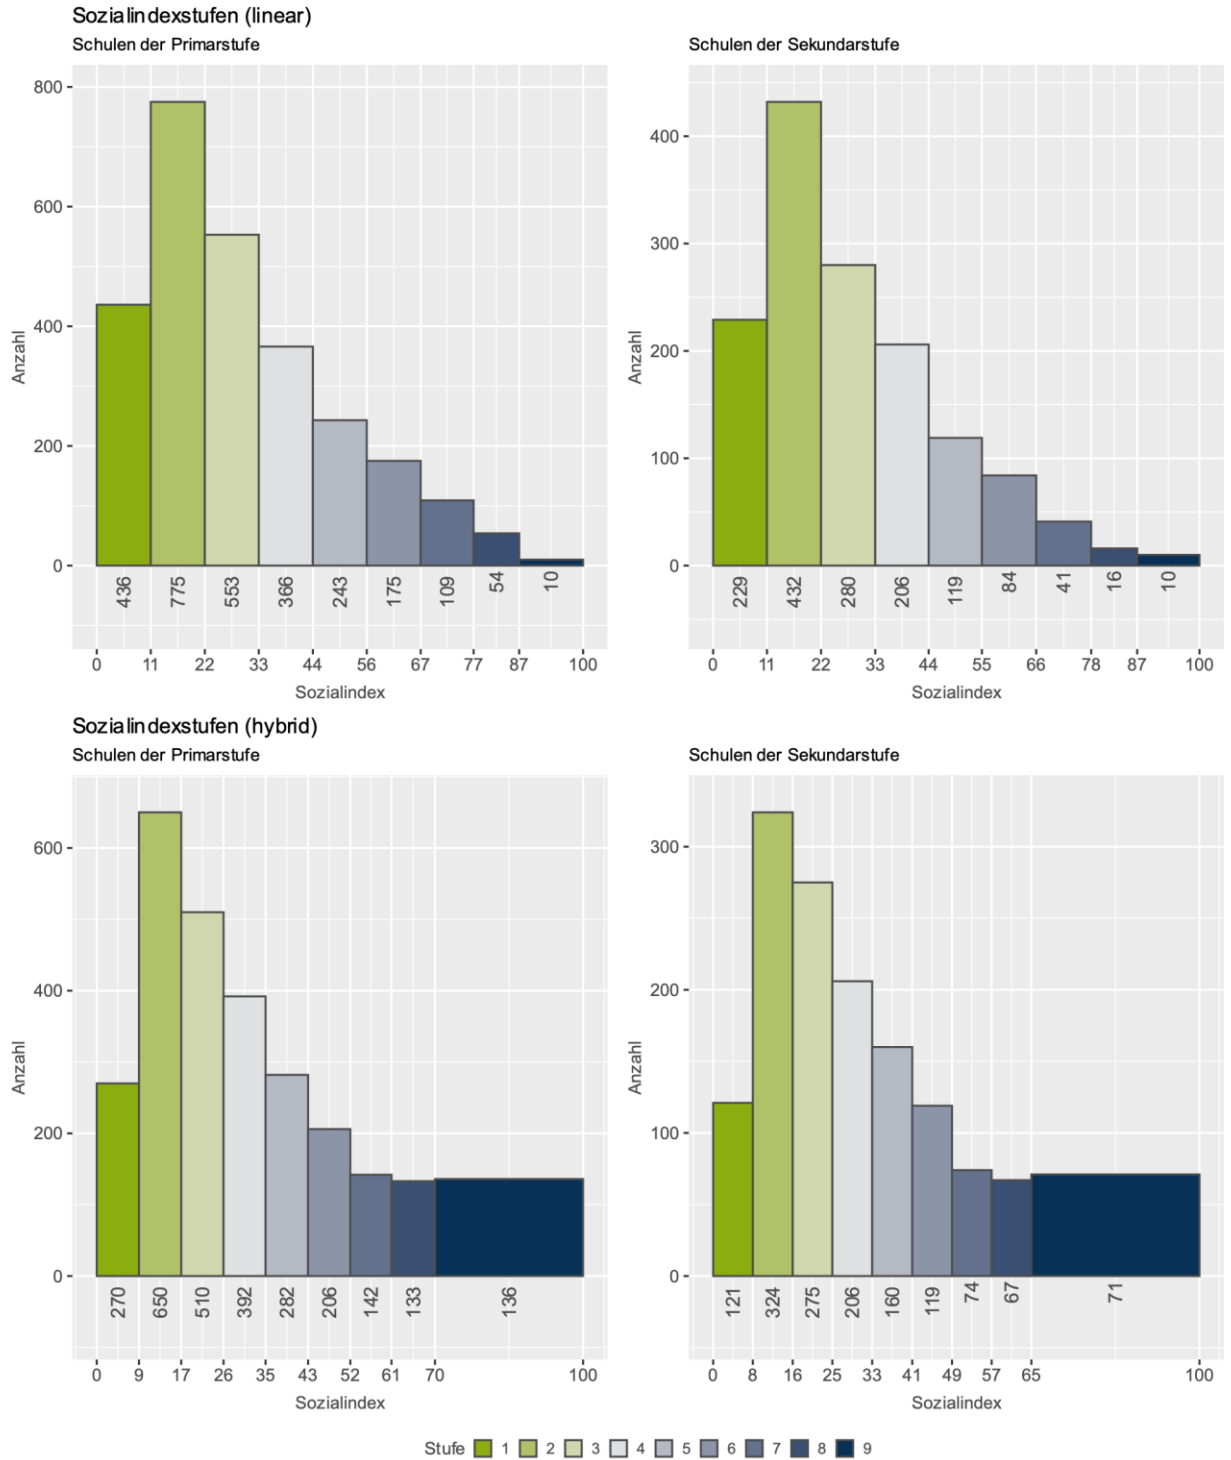 Sozialindexstufen (linear)
Schulen der Primarstufe
Anzahl
800
600
400
200
0
436 775 553 366 243 175 109 54 10
0 11 22 33 44 56 67 77 87 100
Sozialindex
Schulen der Sekundarstufe
Anzahl
400
300
200
100
0
229 432 280 206 119 84 41 16 10
0 11 22 33 44 55 66 78 87 100
Sozialindex
Sozialindexstufen (hybrid)
Schulen der Primarstufe
Anzahl
600
400
200
0
270 650 510 392 282 206 142 133 136
0 9 17 26 35 43 52 61 70 100
Sozialindex
Schulen der Sekundarstufe
Anzahl
300
200
100
0
121 324 275 206 160 119 74 67 71
0 8 16 25 33 41 49 57 65 100
Sozialindex
Stufe 1 2 3 4 5 6 7 8 9